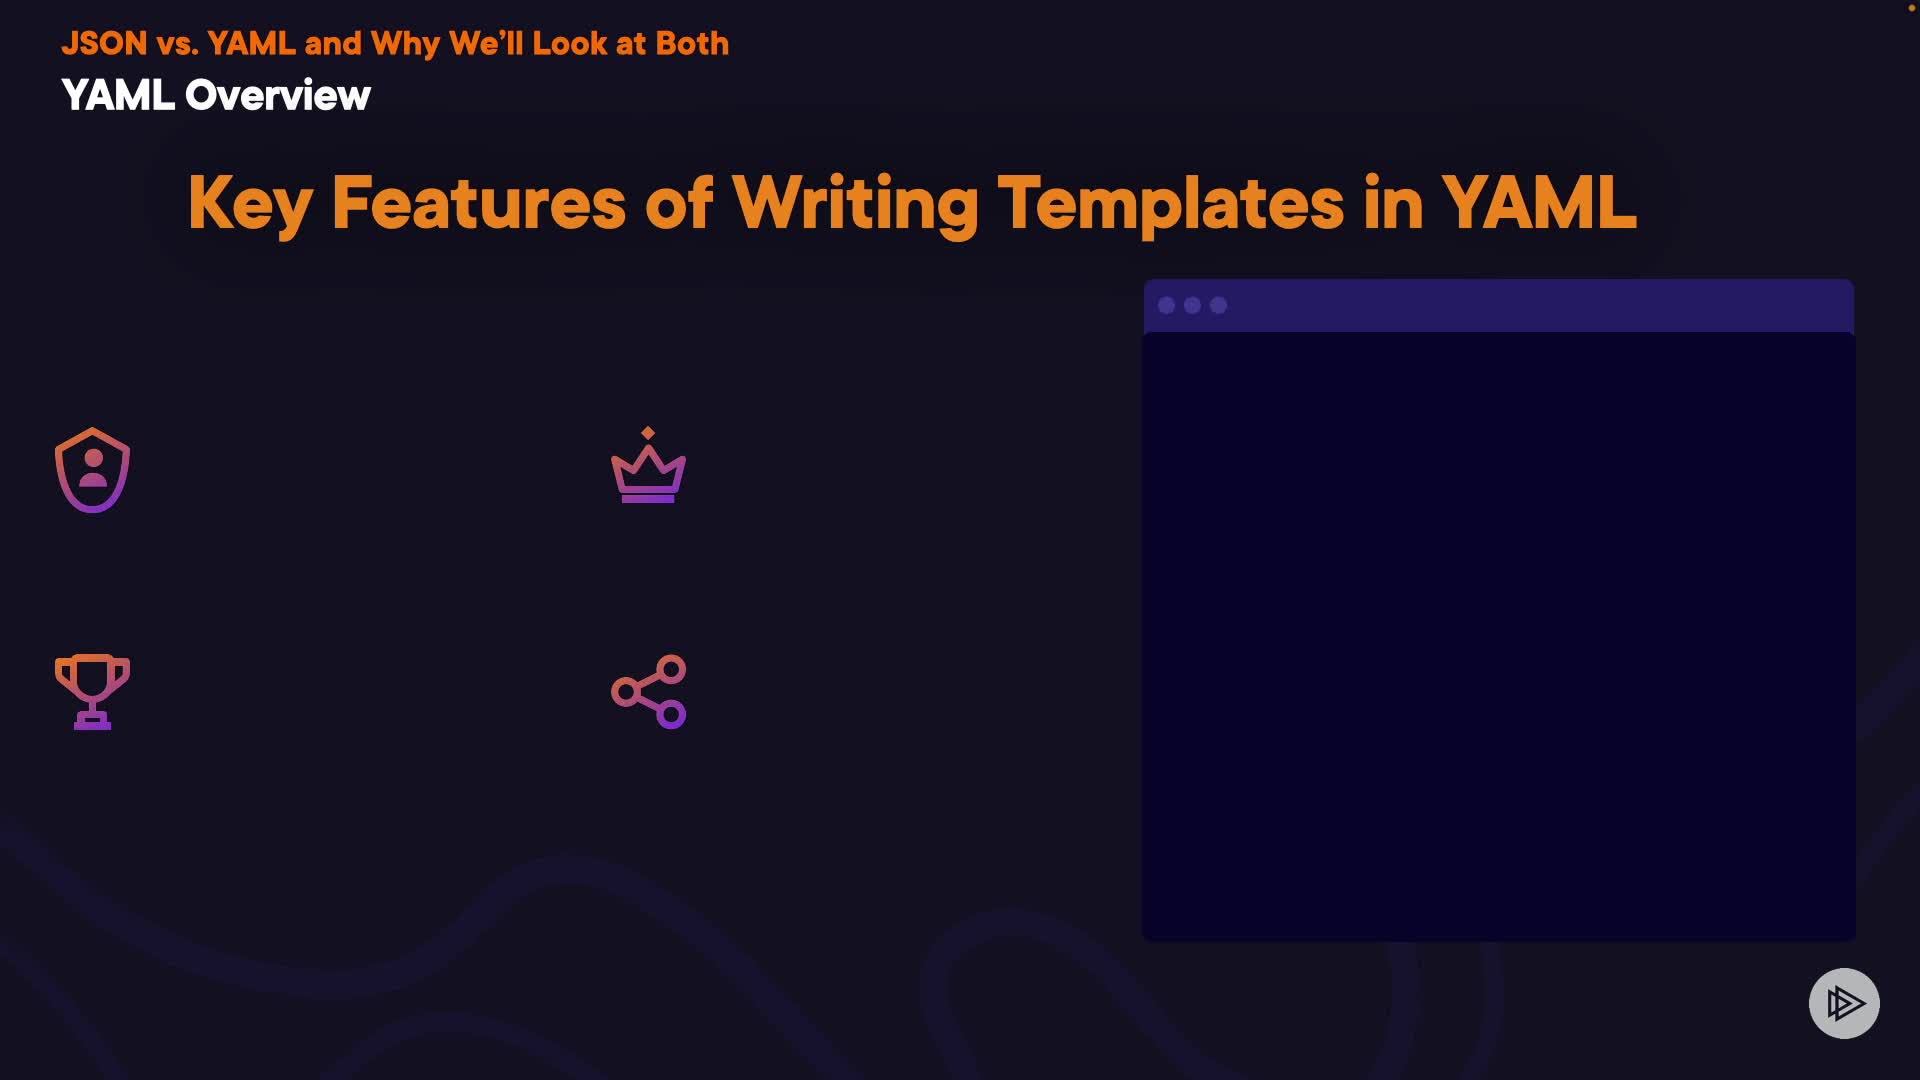 JSON vs. YAML and Why We’ll Look at Both
YAML Overview
Key Features of Writing Templates in YAML